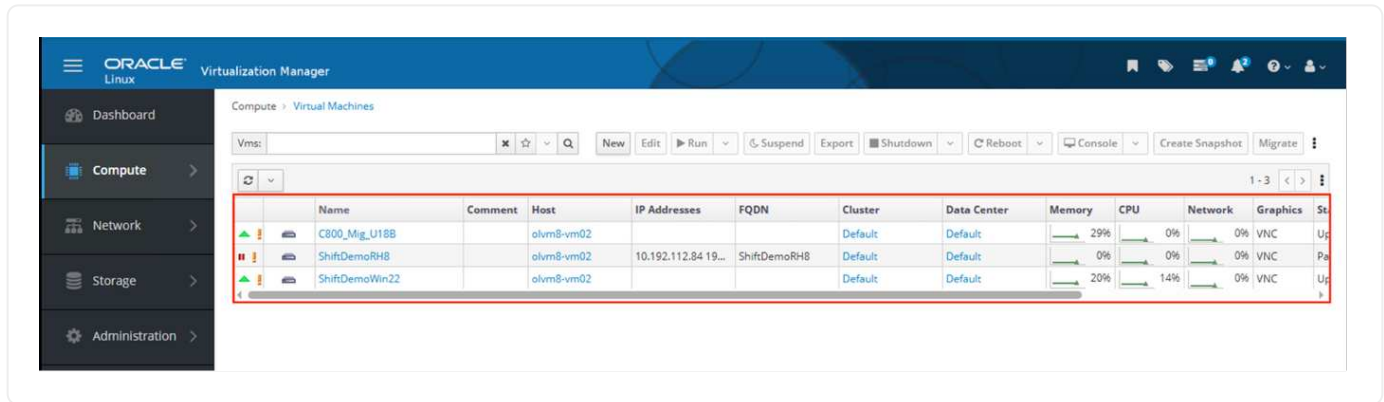 ORACLE Linux Virtualization Manager
Dashboard
Compute
Network
Storage
Administration
Compute > Virtual Machines
Vms:
New Edit Run Suspend Export Shutdown Reboot Console Create Snapshot Migrate
1 - 3
Name Comment Host IP Addresses FQDN Cluster Data Center Memory CPU Network Graphics
C800_Mig_U18B olvm8-vm02 Default Default 29% 0% 0% VNC Up
ShiftDemoRH8 olvm8-vm02 10.192.112.84 19... ShiftDemoRH8 Default Default 0% 0% 0% VNC Pa
ShiftDemoWin22 olvm8-vm02 Default Default 20% 14% 0% VNC Up